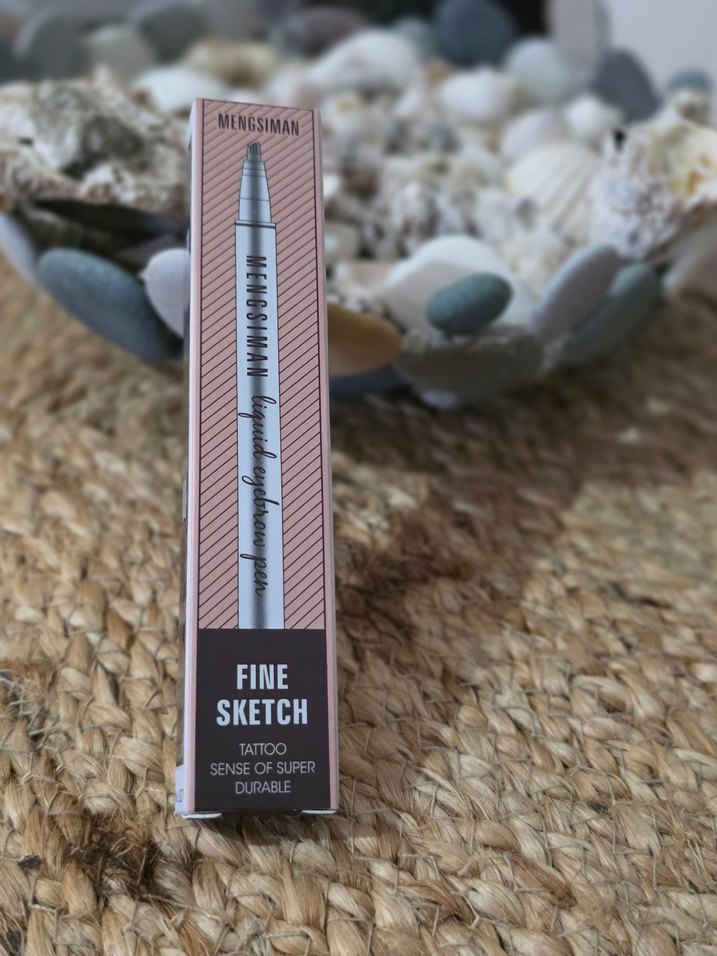 MENGSIMAN
MENGSIMAN liquid eyebrow pen
FINE
SKETCH
TATTOO
SENSE OF SUPER
DURABLE